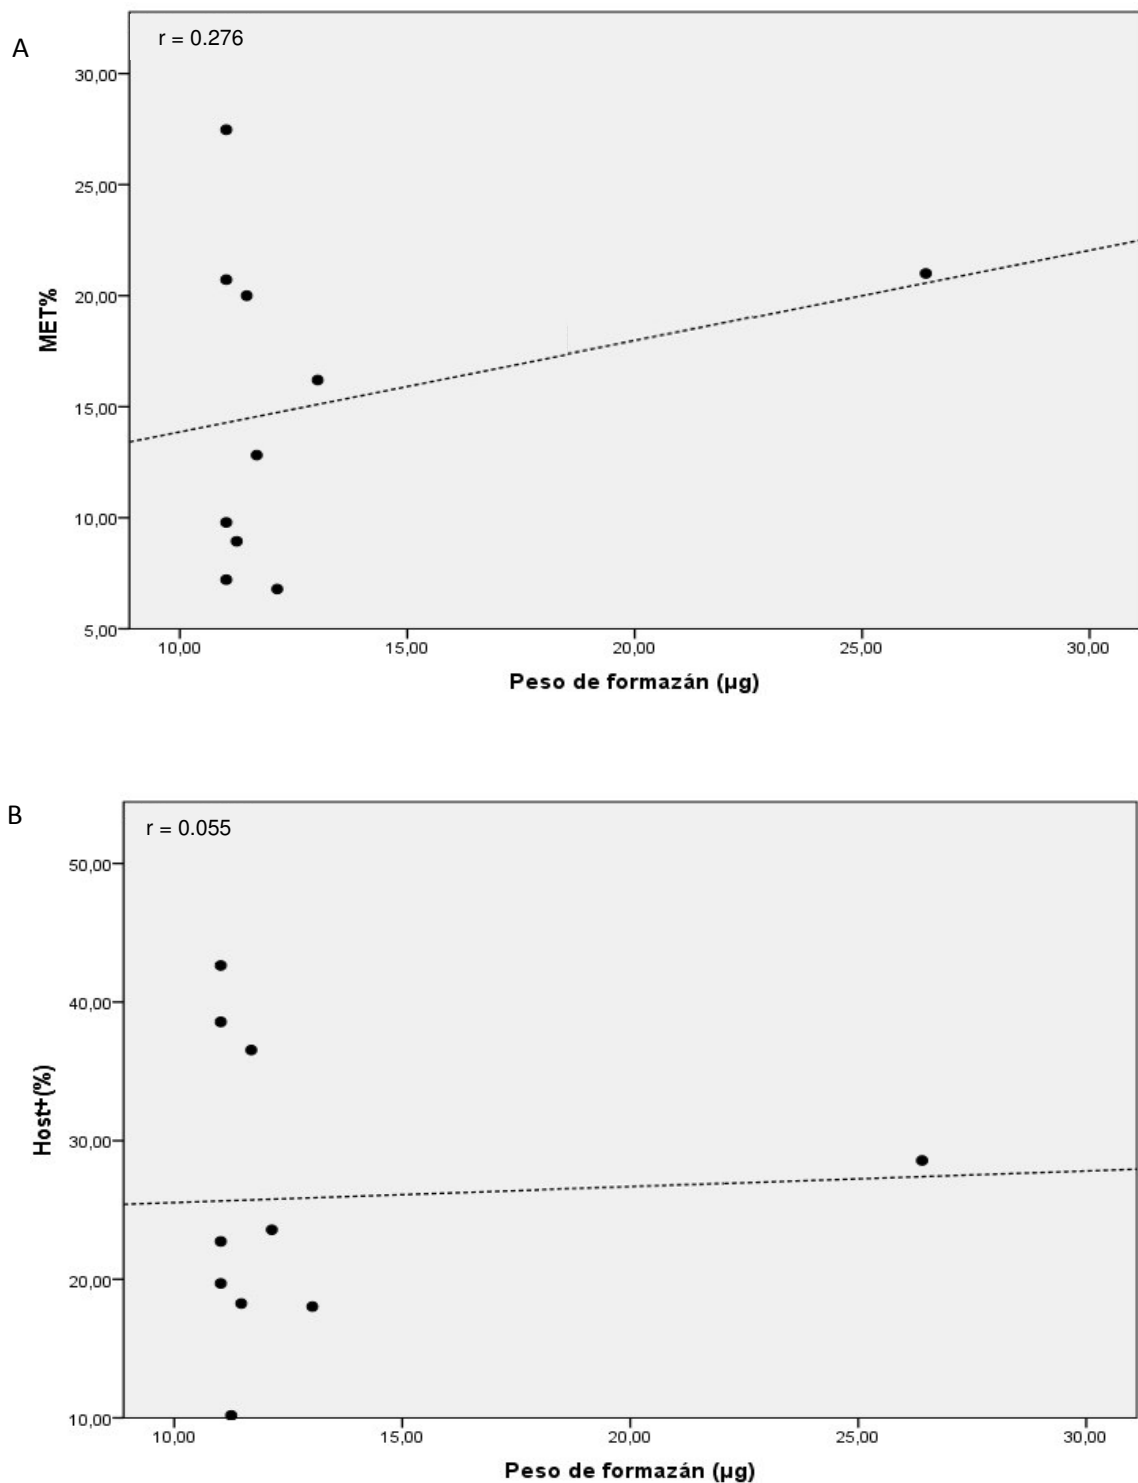 A
r = 0.276
30,00
25,00
20,00
15,00
10,00
5,00
MET%
10,00 15,00 20,00 25,00 30,00
Peso de formazán (µg)
B
r = 0.055
50,00
40,00
30,00
20,00
10,00
Host+(%)
10,00 15,00 20,00 25,00 30,00
Peso de formazán (µg)